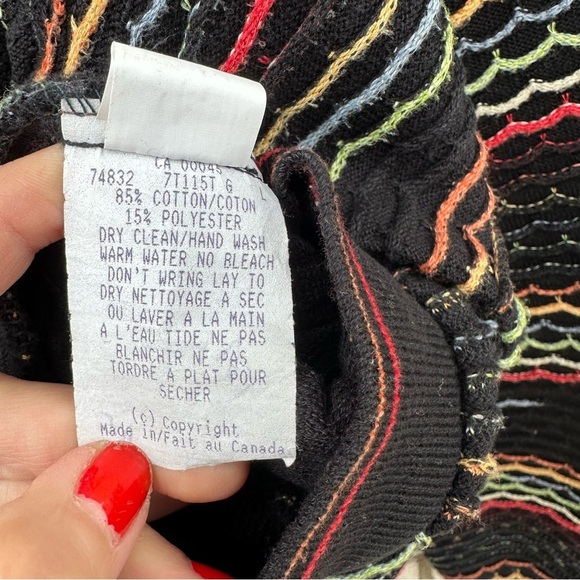 CA 00045
74832 7T115T G
85% COTTON/COTON
15% POLYESTER
DRY CLEAN/HAND WASH
WARM WATER NO BLEACH
DON'T WRING LAY TO
DRY NETTOYAGE A SEC
OU LAVER A LA MAIN
A L'EAU TIDE NE PAS
BLANCHIR NE PAS
TORDRE A PLAT POUR
SECHER
(c) Copyright
Made in/Fait au Canada